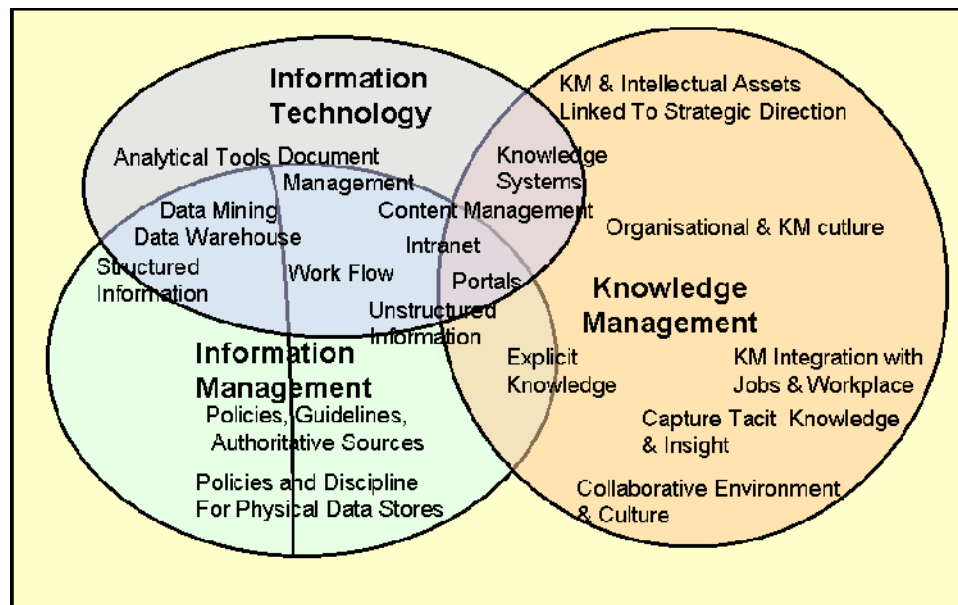 Information
Technology
KM & Intellectual Assets
Linked To Strategic Direction
Analytical Tools
Document
Management
Knowledge
Systems
Data Mining
Data Warehouse
Content Management
Organisational & KM cutlure
Intranet
Structured
Information
Work Flow
Portals
Knowledge
Management
Unstructured
Information
Information
Management
Explicit
Knowledge
KM Integration with
Jobs & Workplace
Policies, Guidelines,
Authoritative Sources
Capture Tacit Knowledge
& Insight
Policies and Discipline
For Physical Data Stores
Collaborative Environment
& Culture